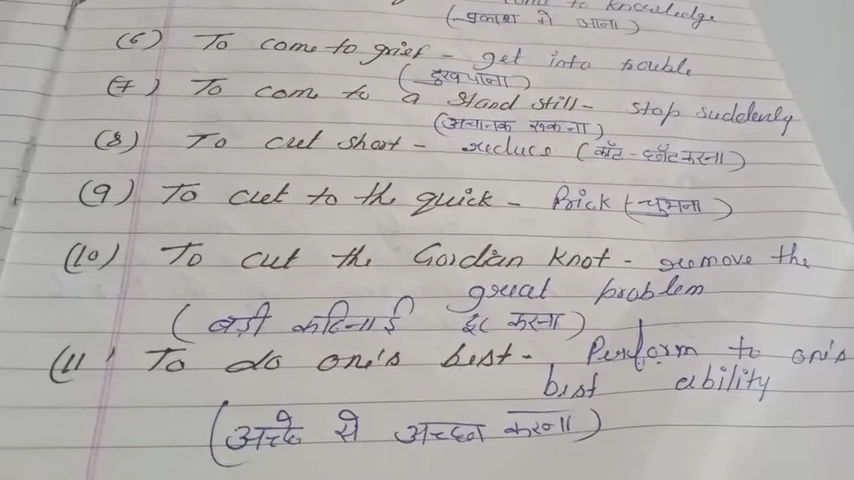 to knowledge
(प्रकाश में आना)
(6) To come to grief - get into trouble
(दुख पाना)
(7) To come to a stand still - stop suddenly
(अचानक रुकना)
(8) To cut short - reduce (काँट-छाँट करना)
(9) To cut to the quick - Prick (चुभना)
(10) To cut the Gordian knot - remove the
great problem
(बड़ी कठिनाई दूर करना)
(11) To do one's best - Perform to one's
best ability
(अच्छे से अच्छा करना)